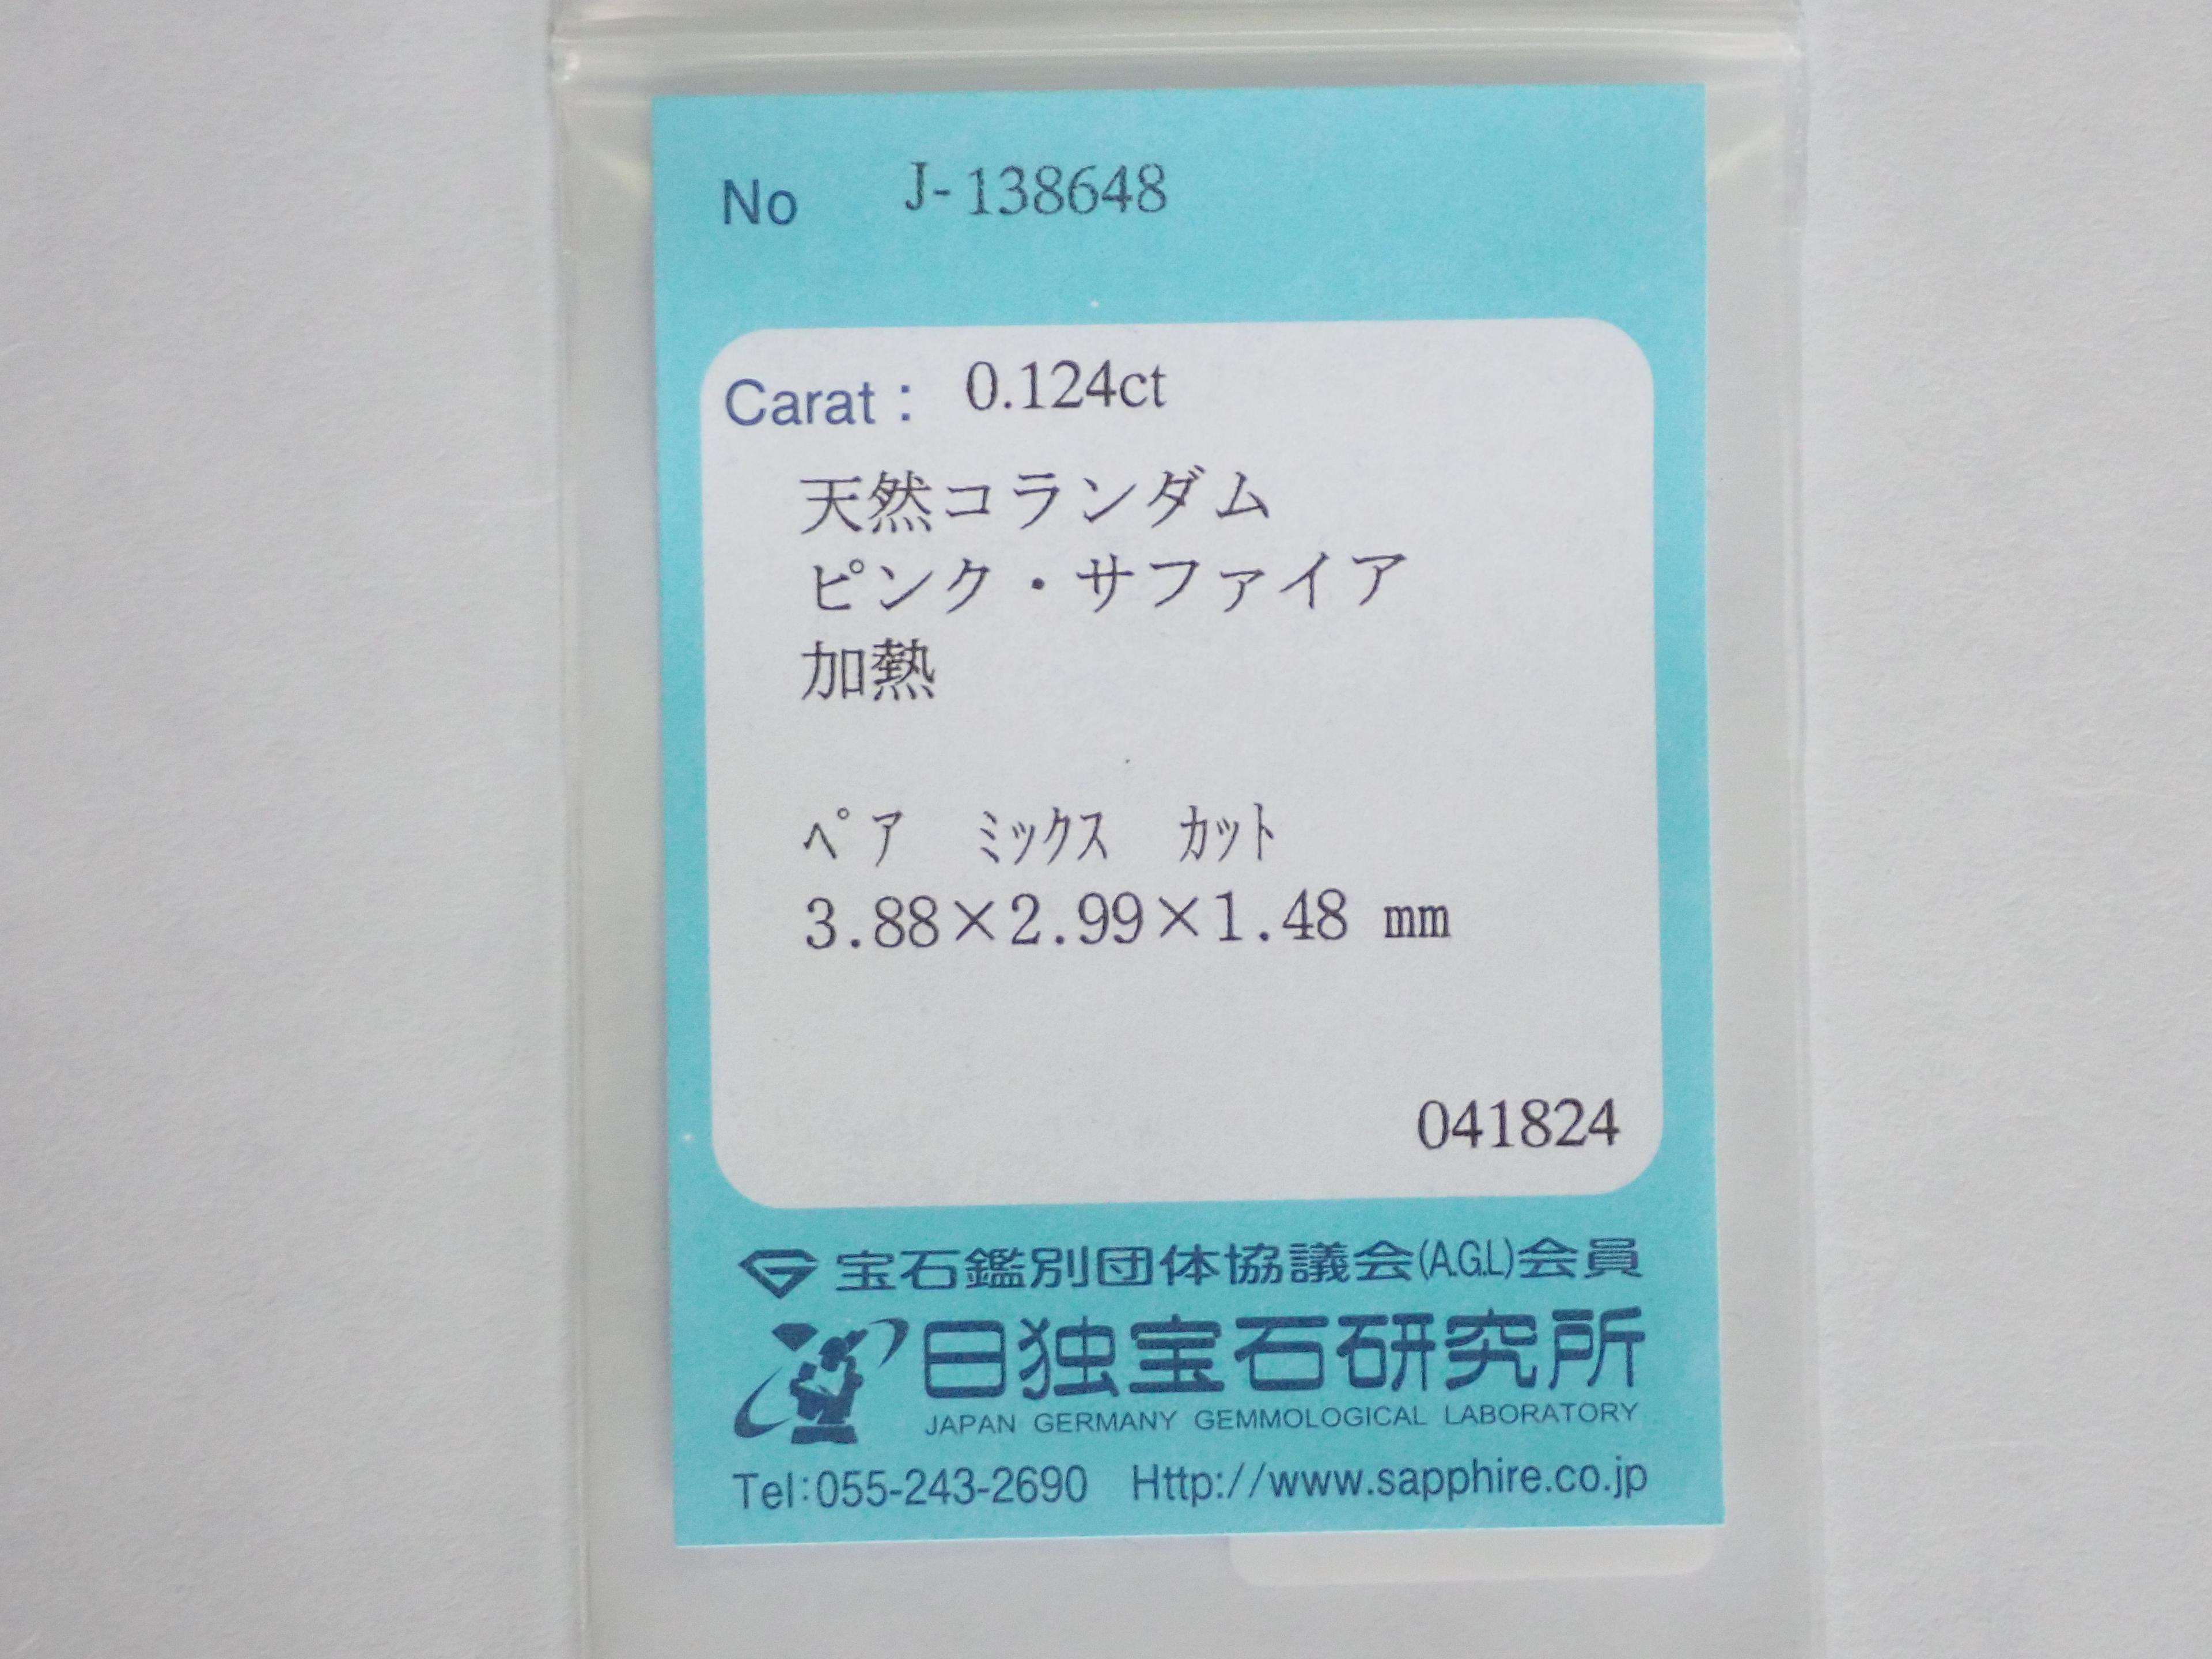 No J-138648
Carat : 0.124ct
天然コランダム
ピンク・サファイア
加熱
ﾍﾟｱ ﾐｯｸｽ ｶｯﾄ
3.88×2.99×1.48 mm
041824
宝石鑑別団体協議会(A.G.L)会員
日独宝石研究所
JAPAN GERMANY GEMMOLOGICAL LABORATORY
Tel:055-243-2690 Http://www.sapphire.co.jp